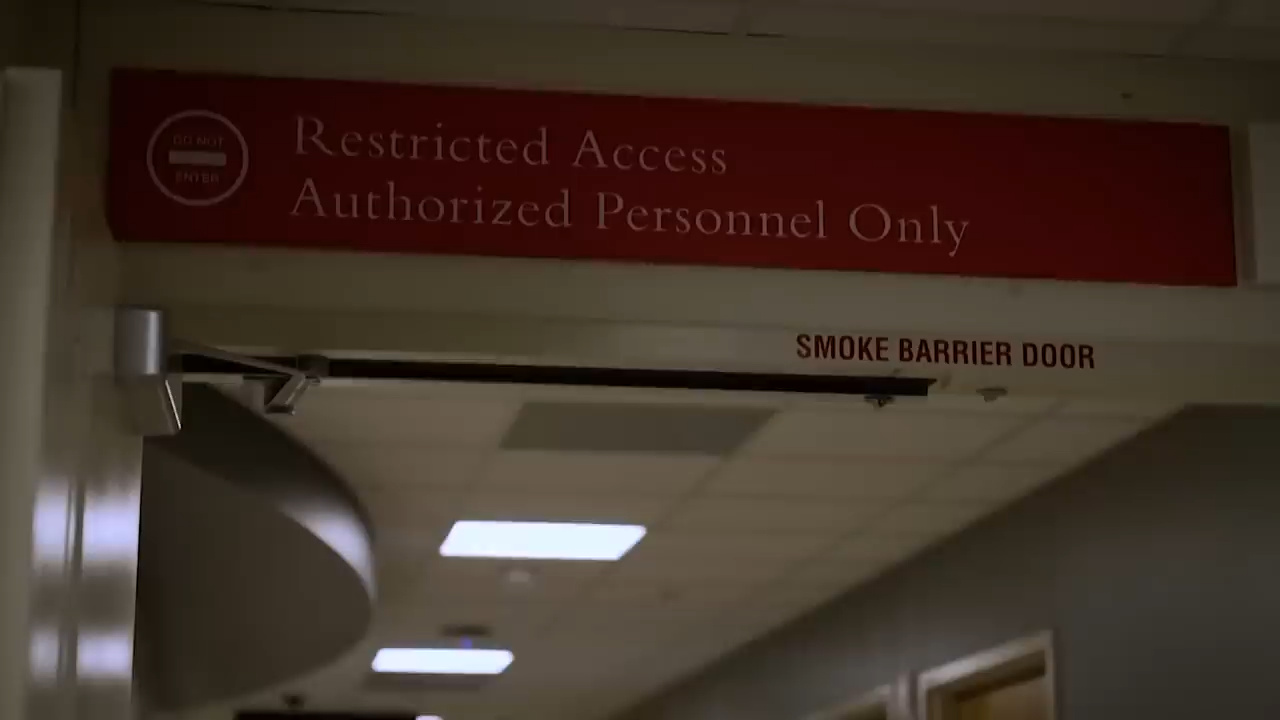 DO NOT
ENTER
Restricted Access
Authorized Personnel Only
SMOKE BARRIER DOOR